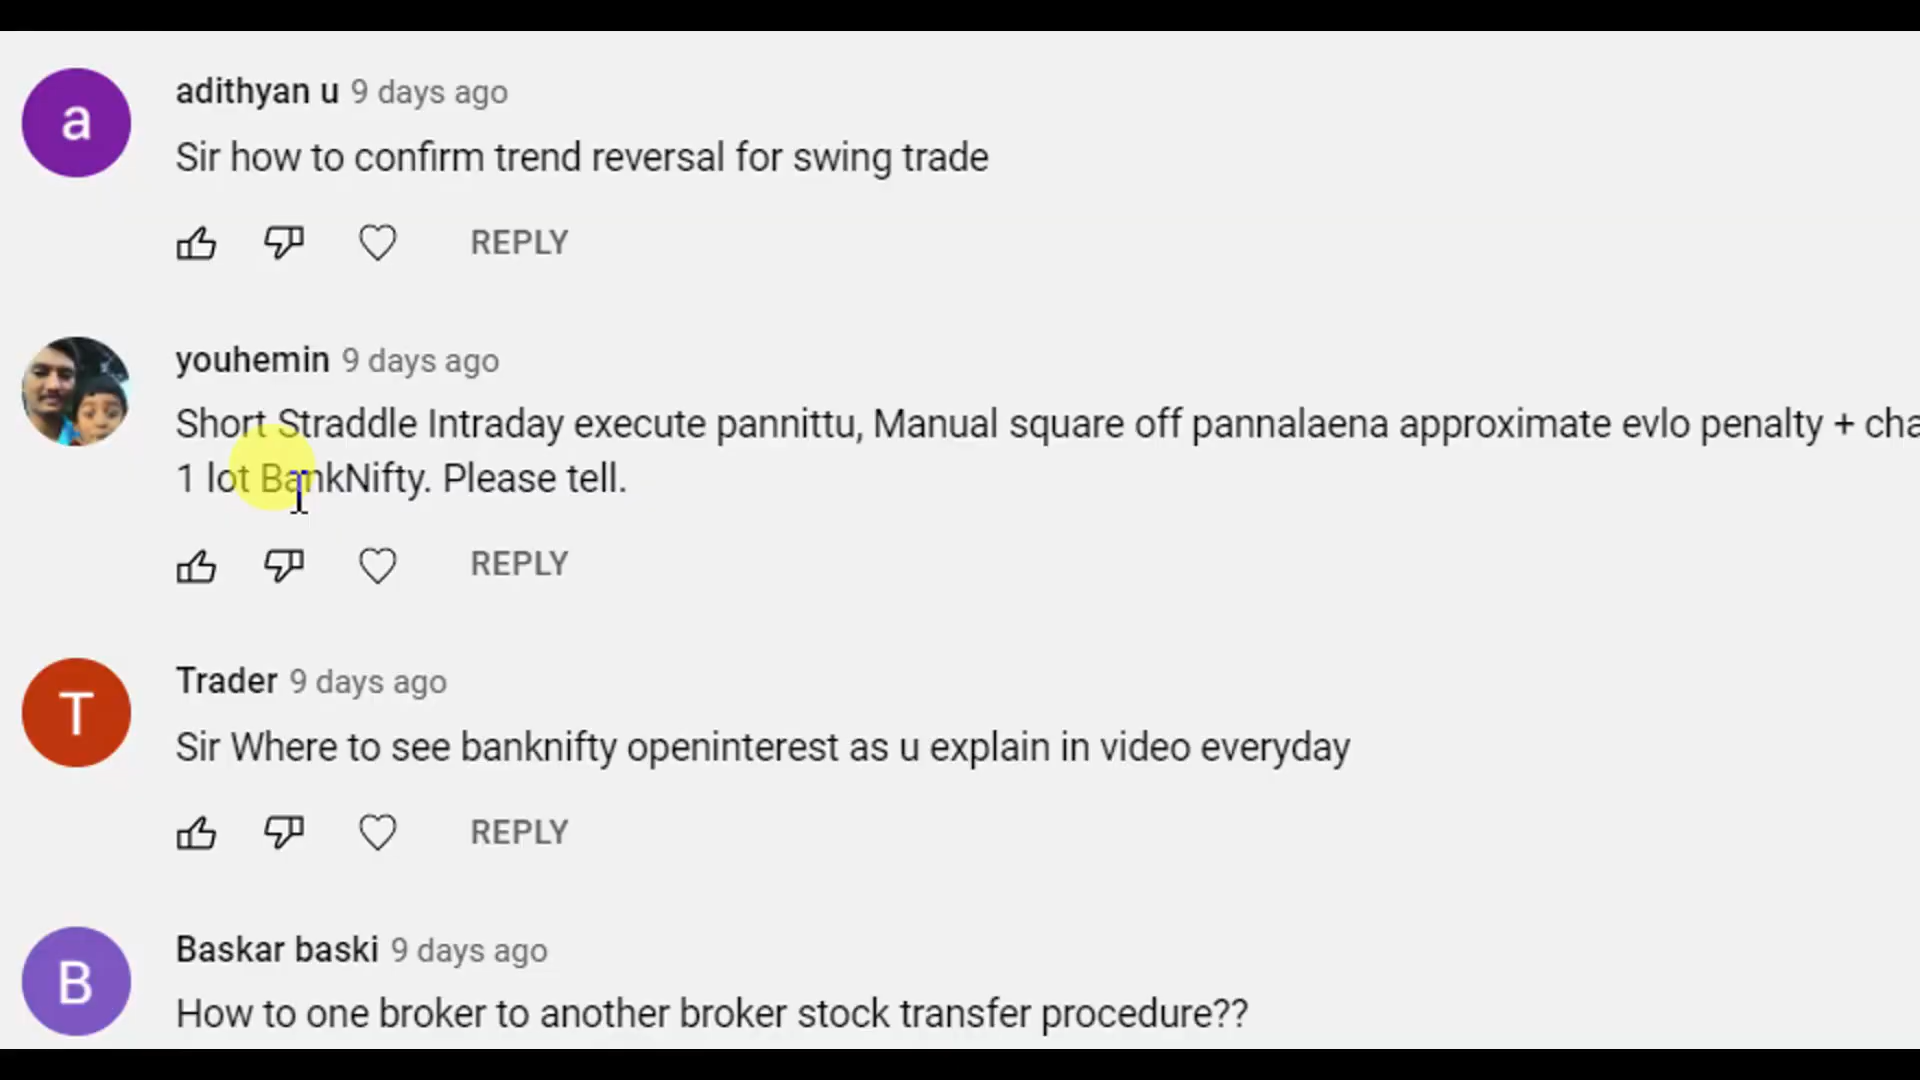 a
adithyan u 9 days ago
Sir how to confirm trend reversal for swing trade
REPLY
youhemin 9 days ago
Short Straddle Intraday execute pannittu, Manual square off pannalaena approximate evlo penalty + cha
1 lot BankNifty. Please tell.
REPLY
T
Trader 9 days ago
Sir Where to see banknifty openinterest as u explain in video everyday
REPLY
B
Baskar baski 9 days ago
How to one broker to another broker stock transfer procedure??